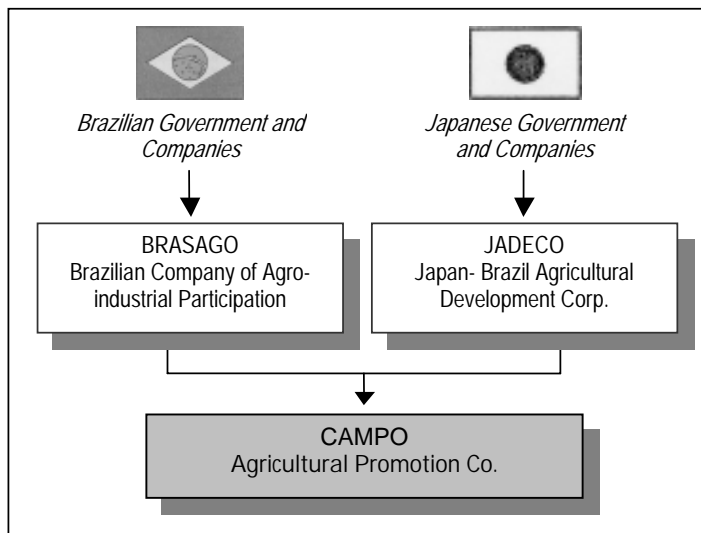 Brazilian Government and
Companies
Japanese Government
and Companies
BRASAGO
Brazilian Company of Agro-
industrial Participation
JADECO
Japan- Brazil Agricultural
Development Corp.
CAMPO
Agricultural Promotion Co.